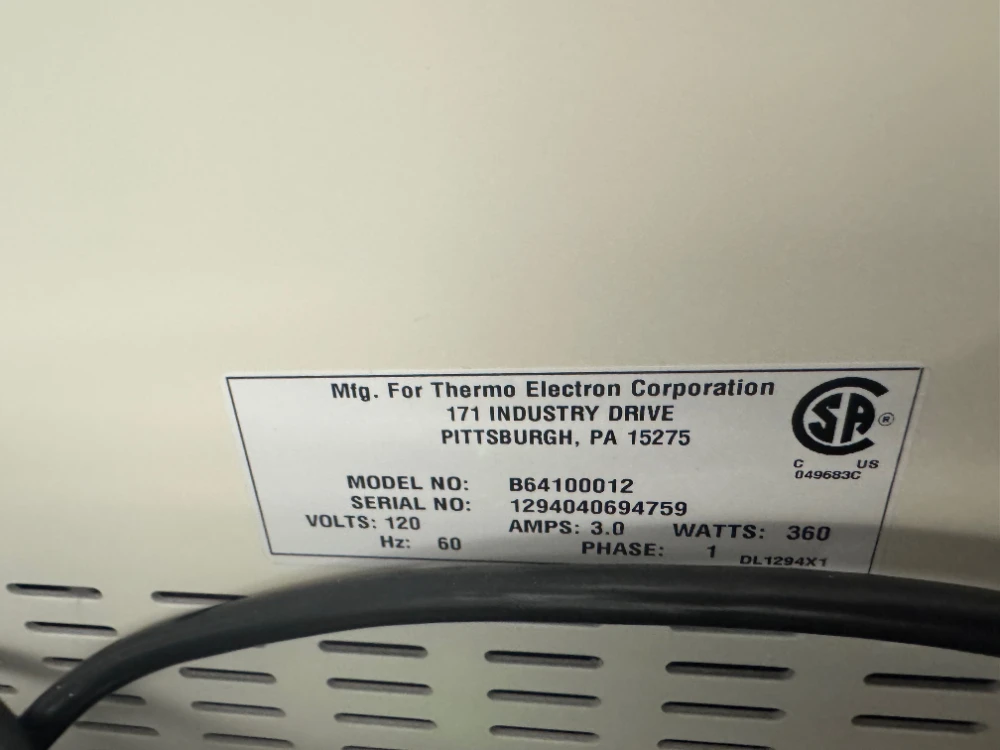 Mfg. For Thermo Electron Corporation
171 INDUSTRY DRIVE
PITTSBURGH, PA 15275
SA ®
C US
049683C
MODEL NO: B64100012
SERIAL NO: 1294040694759
VOLTS: 120 AMPS: 3.0 WATTS: 360
Hz: 60 PHASE: 1 DL1294X1